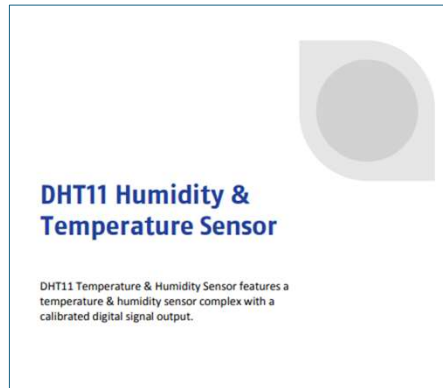 DHT11 Humidity &
Temperature Sensor
DHT11 Temperature & Humidity Sensor features a
temperature & humidity sensor complex with a
calibrated digital signal output.